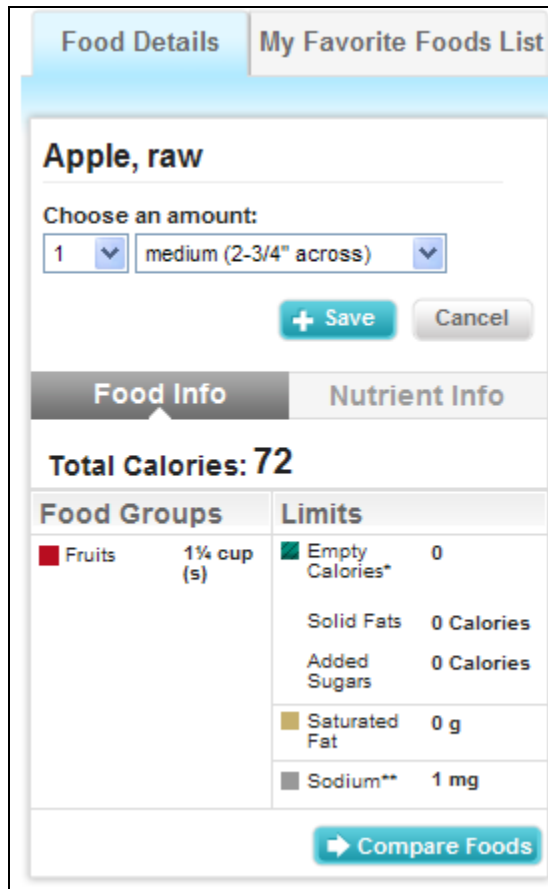 Food Details My Favorite Foods List
Apple, raw
Choose an amount:
1 medium (2-3/4" across)
Save Cancel
Food Info Nutrient Info
Total Calories: 72
Food Groups Limits
Fruits 1¼ cup
(s)
Empty
Calories* 0
Solid Fats 0 Calories
Added
Sugars 0 Calories
Saturated
Fat 0 g
Sodium** 1 mg
Compare Foods